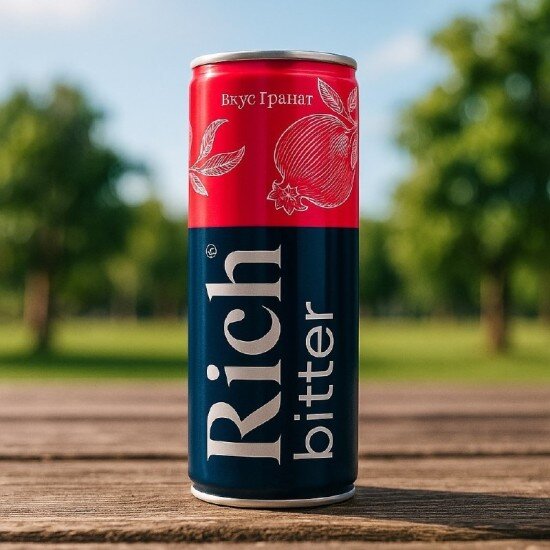 Вкус Гранат
Rich®
bitter